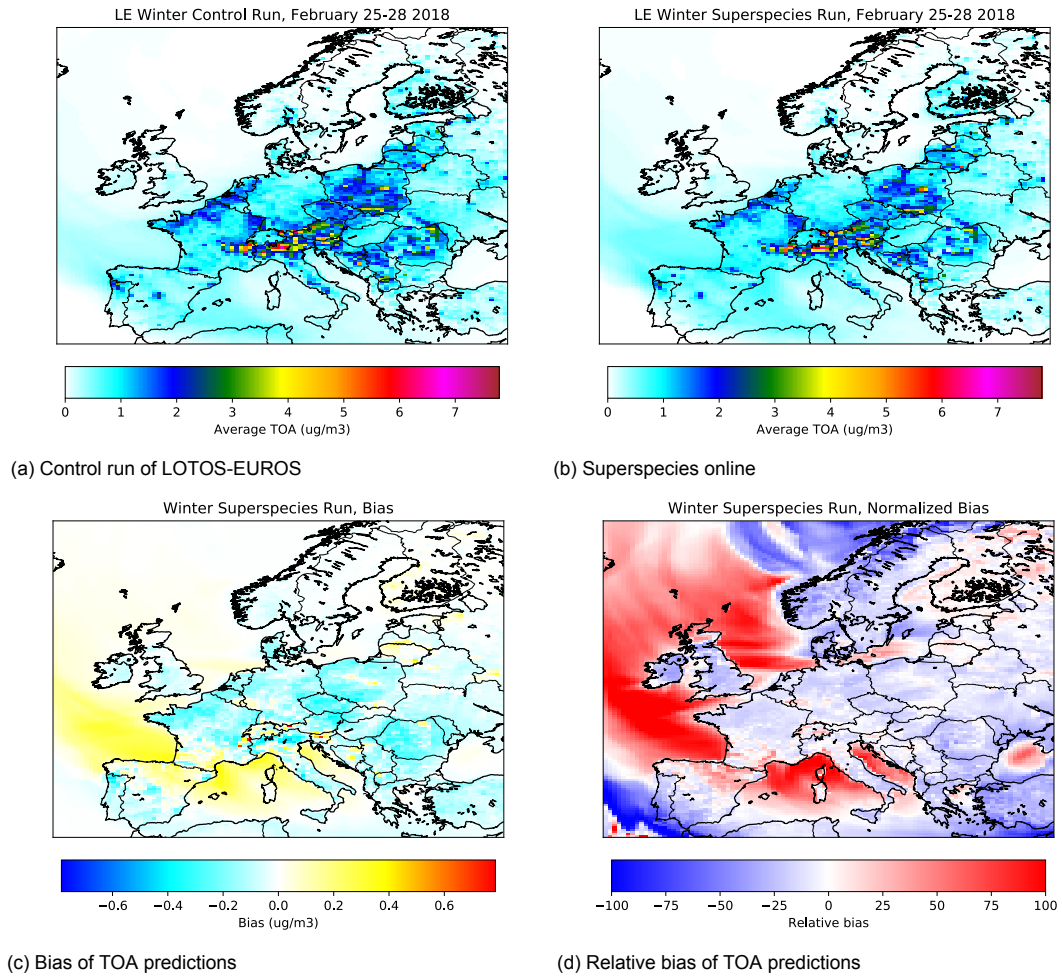 LE Winter Control Run, February 25-28 2018
LE Winter Superspecies Run, February 25-28 2018
0 1 2 3 4 5 6 7
Average TOA (ug/m3)
0 1 2 3 4 5 6 7
Average TOA (ug/m3)
(a) Control run of LOTOS-EUROS
(b) Superspecies online
Winter Superspecies Run, Bias
Winter Superspecies Run, Normalized Bias
−0.6 −0.4 −0.2 0.0 0.2 0.4 0.6
Bias (ug/m3)
−100 −75 −50 −25 0 25 50 75 100
Relative bias
(c) Bias of TOA predictions
(d) Relative bias of TOA predictions